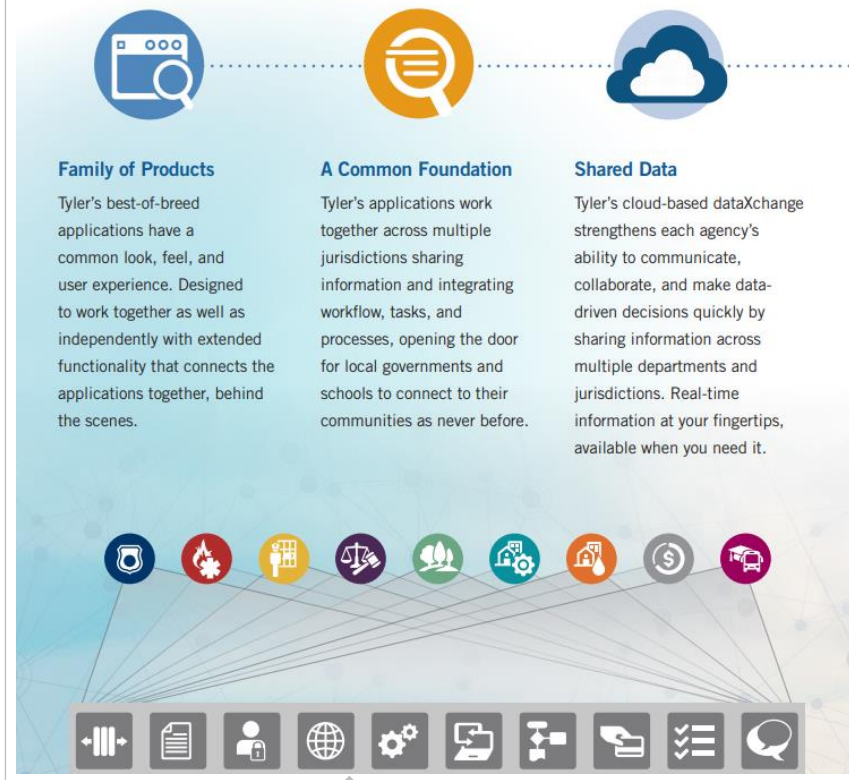 Family of Products
Tyler's best-of-breed
applications have a
common look, feel, and
user experience. Designed
to work together as well as
independently with extended
functionality that connects the
applications together, behind
the scenes.
A Common Foundation
Tyler's applications work
together across multiple
jurisdictions sharing
information and integrating
workflow, tasks, and
processes, opening the door
for local governments and
schools to connect to their
communities as never before.
Shared Data
Tyler's cloud-based dataXchange
strengthens each agency's
ability to communicate,
collaborate, and make data-
driven decisions quickly by
sharing information across
multiple departments and
jurisdictions. Real-time
information at your fingertips,
available when you need it.